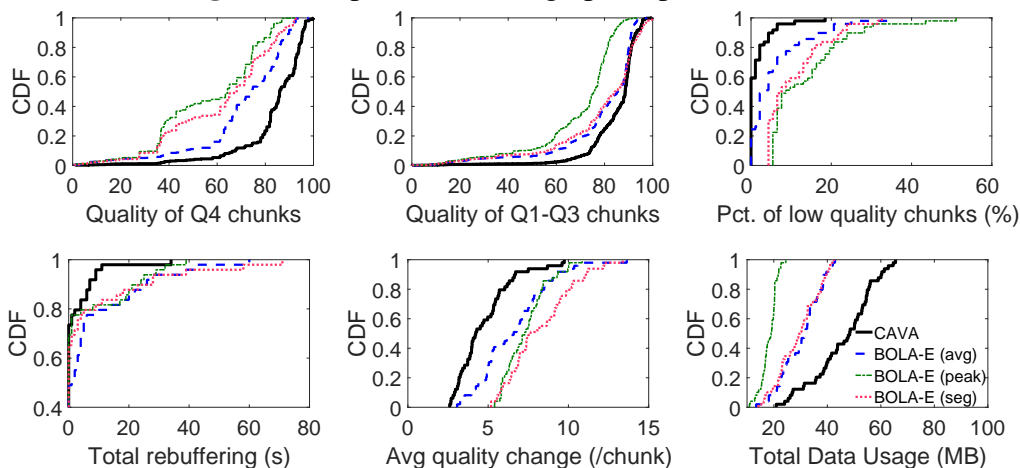 1
0.8
0.6
0.4
0.2
0
CDF
0 20 40 60 80 100
Quality of Q4 chunks
1
0.8
0.6
0.4
0.2
0
CDF
0 20 40 60 80 100
Quality of Q1-Q3 chunks
1
0.8
0.6
0.4
0.2
0
CDF
0 20 40 60
Pct. of low quality chunks (%)
1
0.8
0.6
0.4
CDF
0 20 40 60 80
Total rebuffering (s)
1
0.8
0.6
0.4
0.2
0
CDF
0 5 10 15
Avg quality change (/chunk)
1
0.8
0.6
0.4
0.2
0
CDF
CAVA
BOLA-E (avg)
BOLA-E (peak)
BOLA-E (seg)
20 40 60 80 100
Total Data Usage (MB)